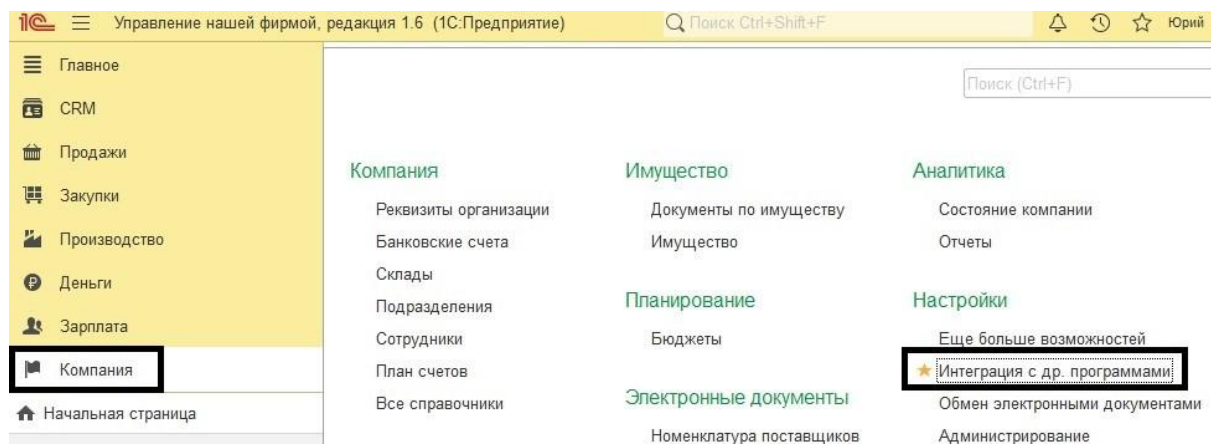 1С Управление нашей фирмой, редакция 1.6 (1С:Предприятие) Поиск Ctrl+Shift+F Юрий
Главное
CRM
Продажи
Закупки
Производство
Деньги
Зарплата
Компания
Начальная страница
Поиск (Ctrl+F)
Компания
Реквизиты организации
Банковские счета
Склады
Подразделения
Сотрудники
План счетов
Все справочники
Имущество
Документы по имуществу
Имущество
Планирование
Бюджеты
Электронные документы
Номенклатура поставщиков
Аналитика
Состояние компании
Отчеты
Настройки
Еще больше возможностей
Интеграция с др. программами
Обмен электронными документами
Администрирование